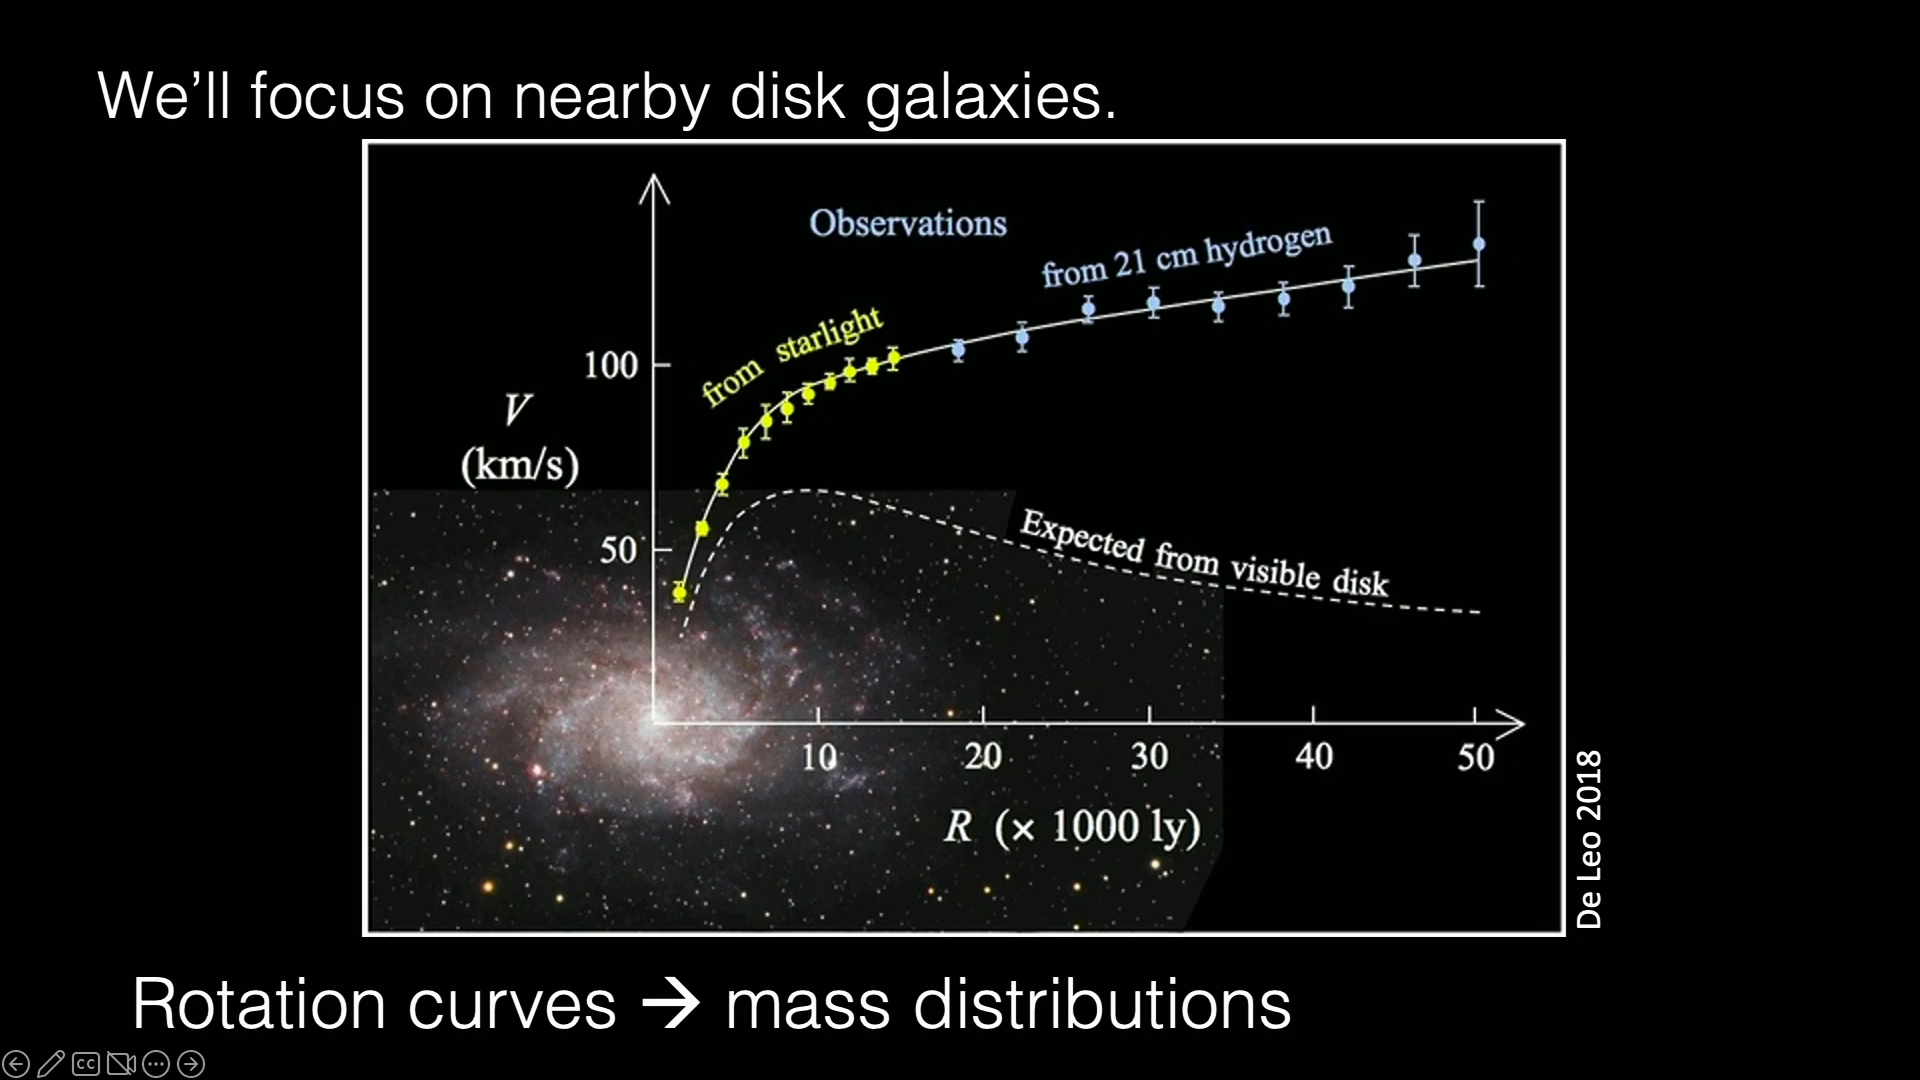 We'll focus on nearby disk galaxies.
Observations
from 21 cm hydrogen
from starlight
100
V
(km/s)
50
Expected from visible disk
10 20 30 40 50
R (× 1000 ly)
De Leo 2018
Rotation curves → mass distributions
CC